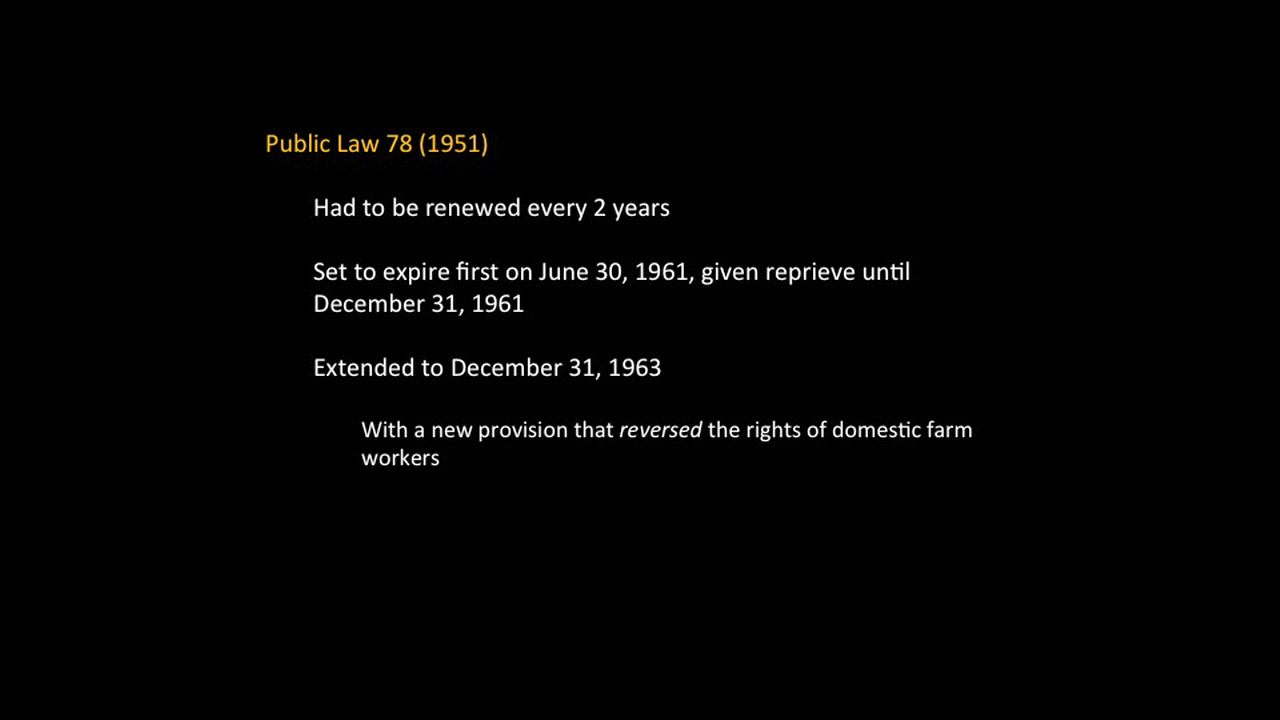 Public Law 78 (1951)
Had to be renewed every 2 years
Set to expire first on June 30, 1961, given reprieve until
December 31, 1961
Extended to December 31, 1963
With a new provision that reversed the rights of domestic farm
workers